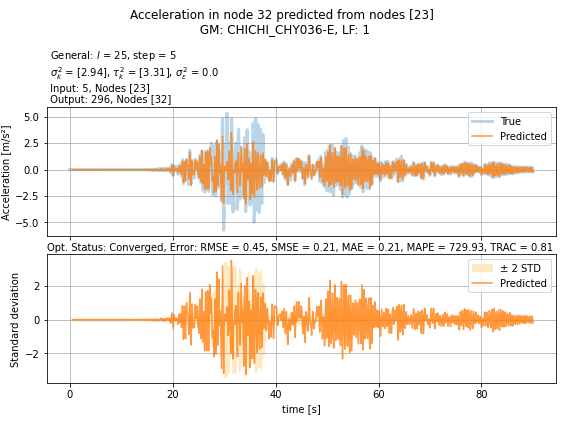 Acceleration in node 32 predicted from nodes [23]
GM: CHICHI_CHY036-E, LF: 1
General: l = 25, step = 5
σ²ₖ = [2.94], τ²ₖ = [3.31], σ²ε = 0.0
Input: 5, Nodes [23]
Output: 296, Nodes [32]
Acceleration [m/s²]
5.0
2.5
0.0
−2.5
−5.0
True
Predicted
Opt. Status: Converged, Error: RMSE = 0.45, SMSE = 0.21, MAE = 0.21, MAPE = 729.93, TRAC = 0.81
Standard deviation
2
0
−2
± 2 STD
Predicted
0 20 40 60 80
time [s]